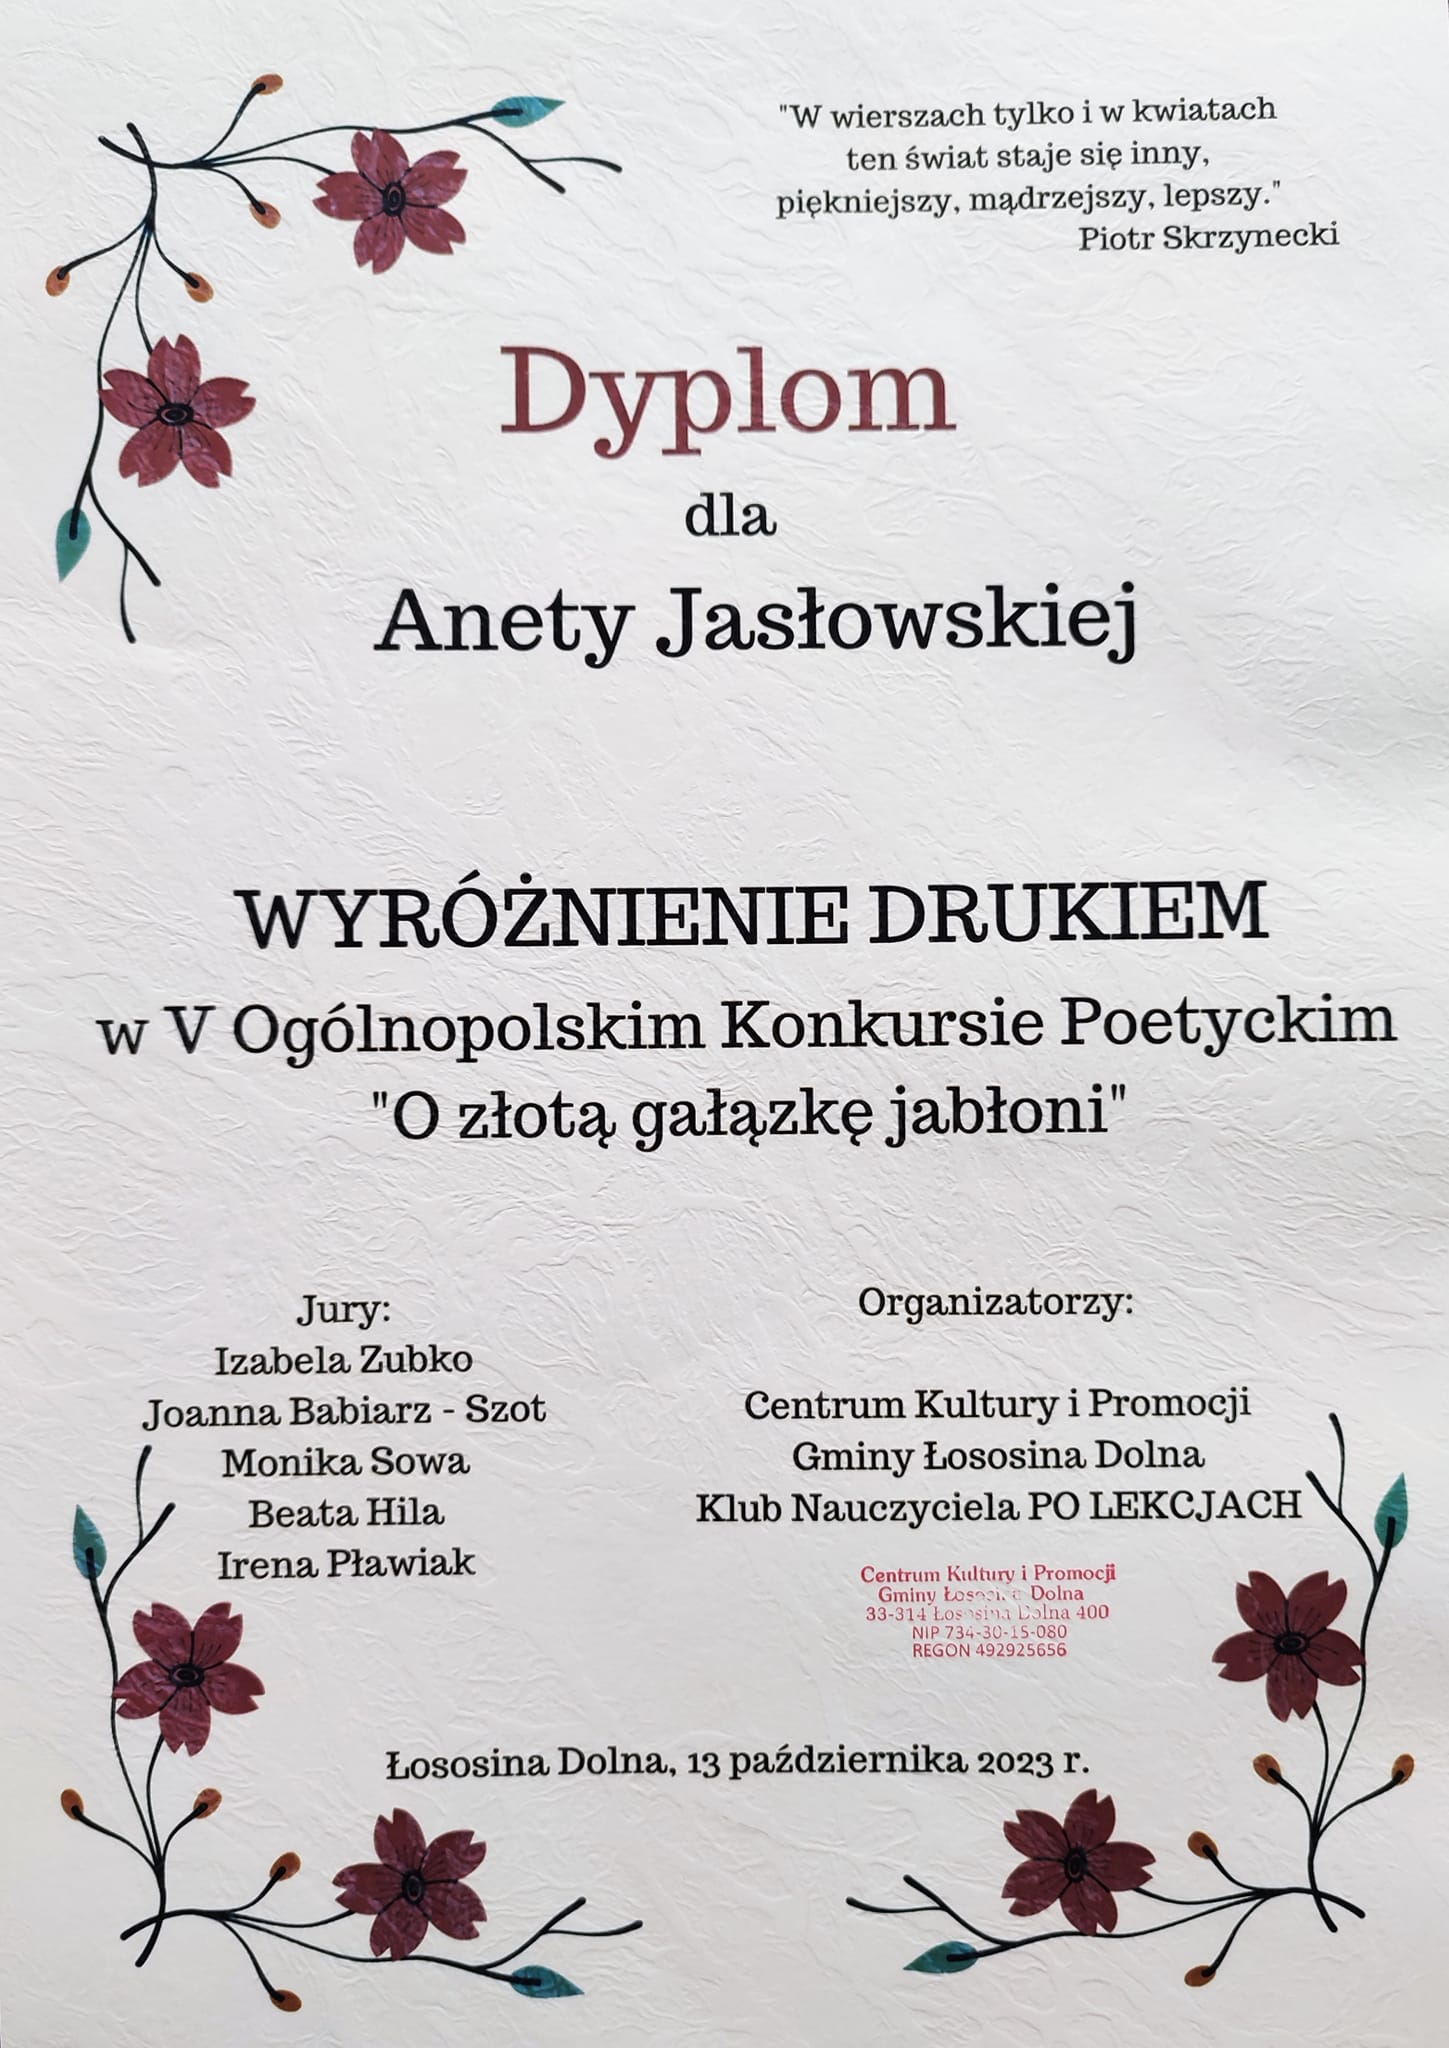 "W wierszach tylko i w kwiatach
ten świat staje się inny,
piękniejszy, mądrzejszy, lepszy."
Piotr Skrzynecki
Dyplom
dla
Anety Jasłowskiej
WYRÓŻNIENIE DRUKIEM
w V Ogólnopolskim Konkursie Poetyckim
"O złotą gałązkę jabłoni"
Jury:
Izabela Zubko
Joanna Babiarz - Szot
Monika Sowa
Beata Hila
Irena Pławiak
Organizatorzy:
Centrum Kultury i Promocji
Gminy Łososina Dolna
Klub Nauczyciela PO LEKCJACH
Centrum Kultury i Promocji
Gminy Łososina Dolna
33-314 Łososina Dolna 400
NIP 734-30-15-080
REGON 492925656
Łososina Dolna, 13 października 2023 r.